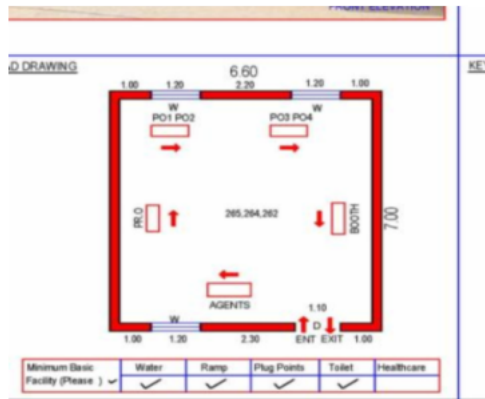 FRONT ELEVATION
D DRAWING
KEY
6.60
1.00 1.20 2.20 1.20 1.00
W W
PO1 PO2 PO3 PO4
PR.O
265,264,262
BOOTH
7.00
AGENTS
1.10
W D
ENT EXIT
1.00 1.20 2.30 1.00
Minimum Basic Facility (Please ) ✓ Water Ramp Plug Points Toilet Healthcare
✓ ✓ ✓ ✓